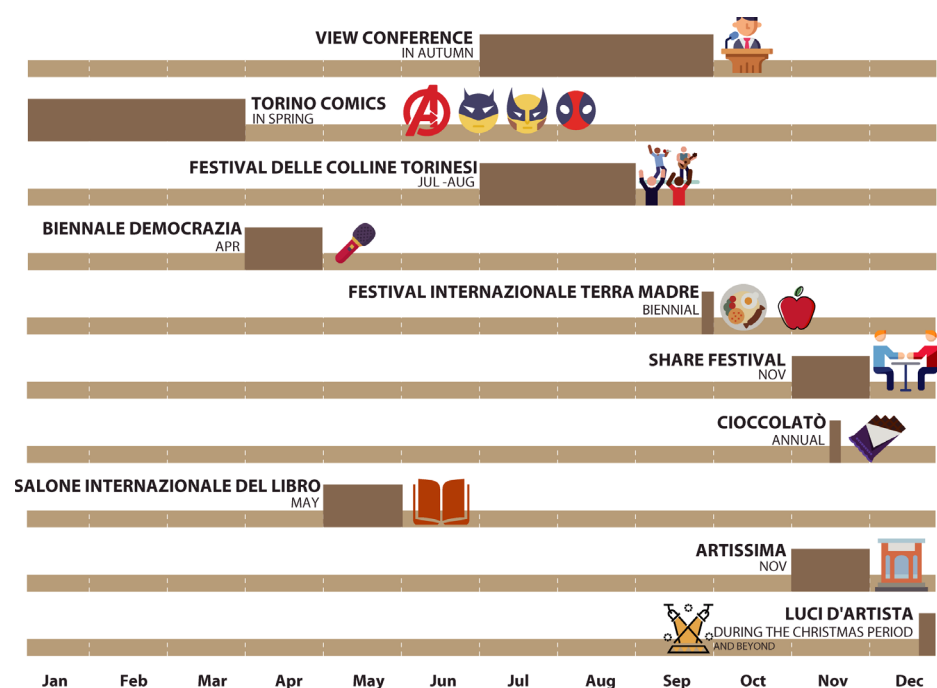 VIEW CONFERENCE
IN AUTUMN
TORINO COMICS
IN SPRING
FESTIVAL DELLE COLLINE TORINESI
JUL -AUG
BIENNALE DEMOCRAZIA
APR
FESTIVAL INTERNAZIONALE TERRA MADRE
BIENNIAL
SHARE FESTIVAL
NOV
CIOCCOLATÒ
ANNUAL
SALONE INTERNAZIONALE DEL LIBRO
MAY
ARTISSIMA
NOV
LUCI D'ARTISTA
DURING THE CHRISTMAS PERIOD
AND BEYOND
Jan Feb Mar Apr May Jun Jul Aug Sep Oct Nov Dec